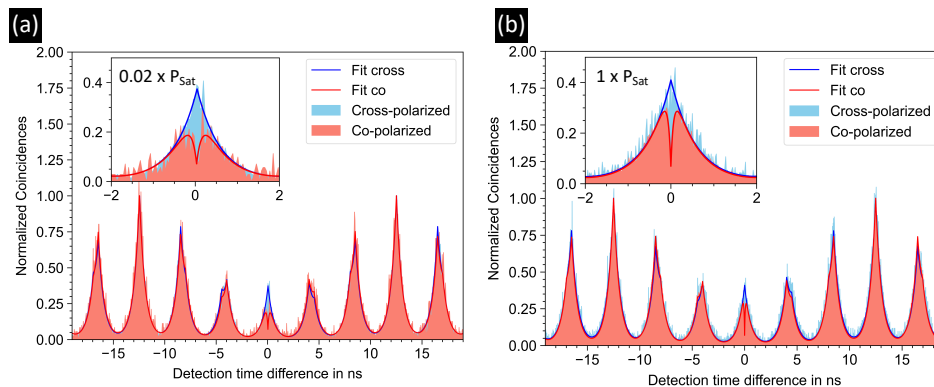 (a)
2.00
1.75
1.50
1.25
1.00
0.75
0.50
0.25
0.00
Normalized Coincidences
0.4
0.2
0.0
−2
0
2
0.02 x PSat
Fit cross
Fit co
Cross-polarized
Co-polarized
−15
−10
−5
0
5
10
15
Detection time difference in ns
(b)
2.00
1.75
1.50
1.25
1.00
0.75
0.50
0.25
0.00
Normalized Coincidences
0.4
0.2
0.0
−2
0
2
1 x PSat
Fit cross
Fit co
Cross-polarized
Co-polarized
−15
−10
−5
0
5
10
15
Detection time difference in ns